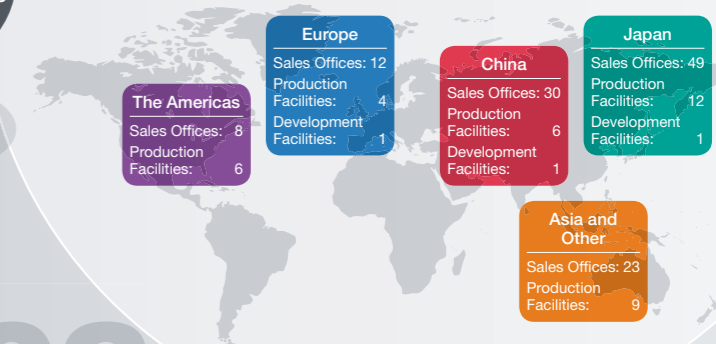 The Americas
Sales Offices: 8
Production
Facilities: 6
Europe
Sales Offices: 12
Production
Facilities: 4
Development
Facilities: 1
China
Sales Offices: 30
Production
Facilities: 6
Development
Facilities: 1
Japan
Sales Offices: 49
Production
Facilities: 12
Development
Facilities: 1
Asia and
Other
Sales Offices: 23
Production
Facilities: 9